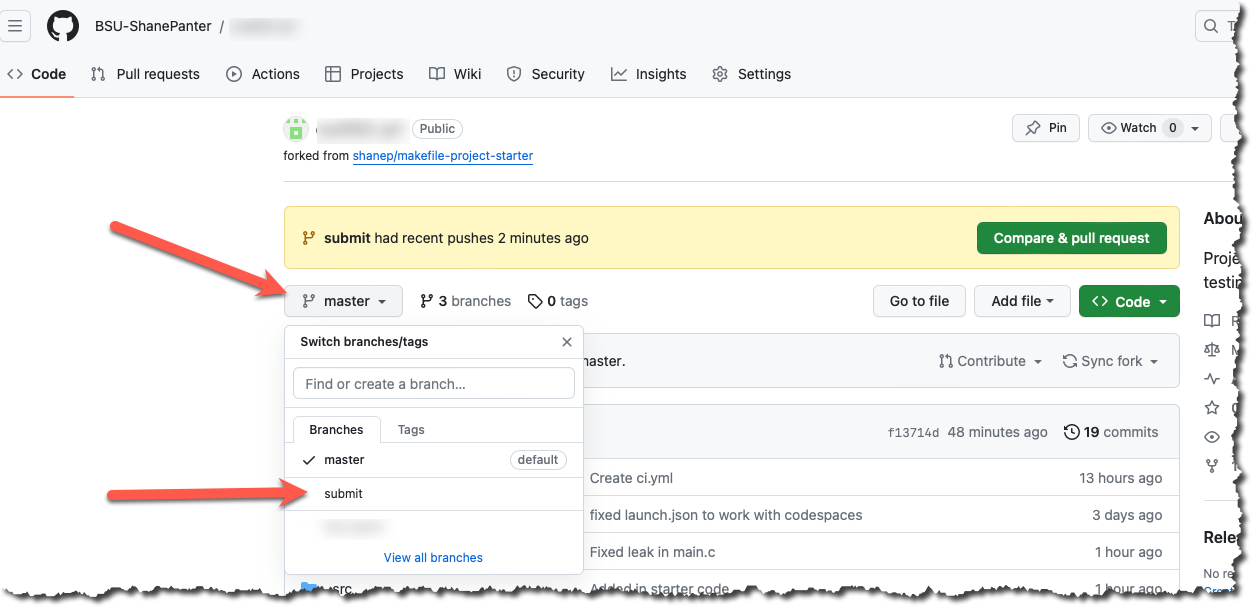 BSU-ShanePanter /
Code Pull requests Actions Projects Wiki Security Insights Settings
Public
Pin Watch 0
forked from shanep/makefile-project-starter
submit had recent pushes 2 minutes ago Compare & pull request
Abou
Proje
testin
master 3 branches 0 tags Go to file Add file Code
Switch branches/tags
master. Contribute Sync fork
Find or create a branch...
Branches Tags
f13714d 48 minutes ago 19 commits
master default
Create ci.yml 13 hours ago
submit
fixed launch.json to work with codespaces 3 days ago
Rele
Fixed leak in main.c 1 hour ago
View all branches
No re
src Added in starter code 1 hour ago